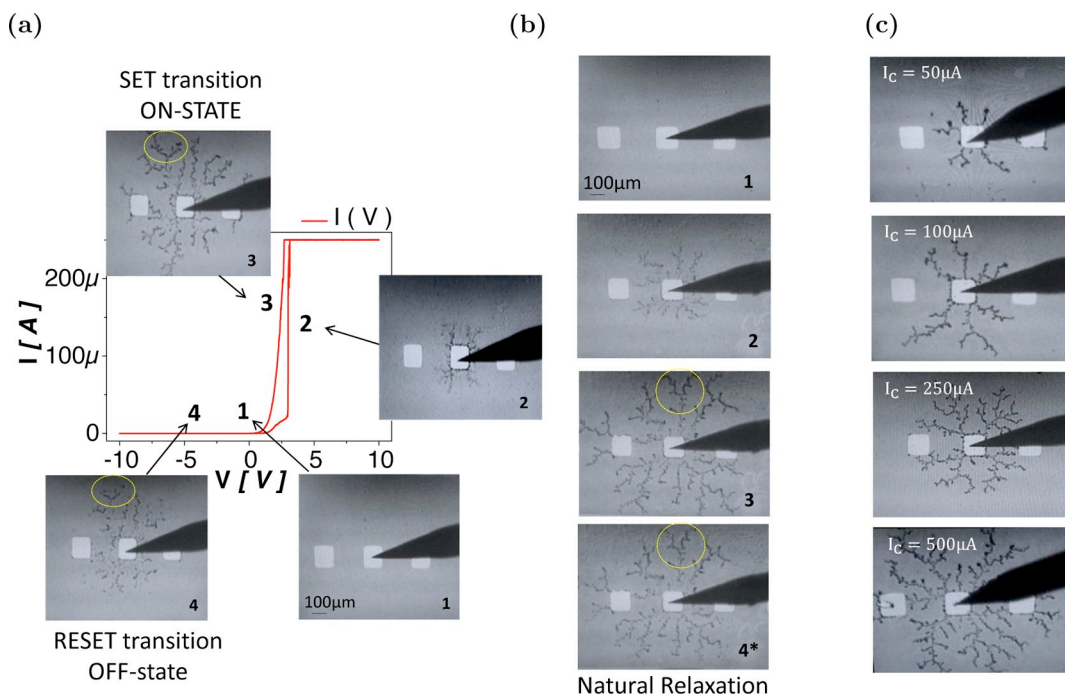 (a)
SET transition
ON-STATE
3
I ( V )
200µ
100µ
0
I [ A ]
3
2
4
1
2
-10
-5
0
5
10
V [ V ]
4
100µm
1
RESET transition
OFF-state
(b)
100µm
1
2
3
4*
Natural Relaxation
(c)
I_C = 50µA
I_C = 100µA
I_C = 250µA
I_C = 500µA